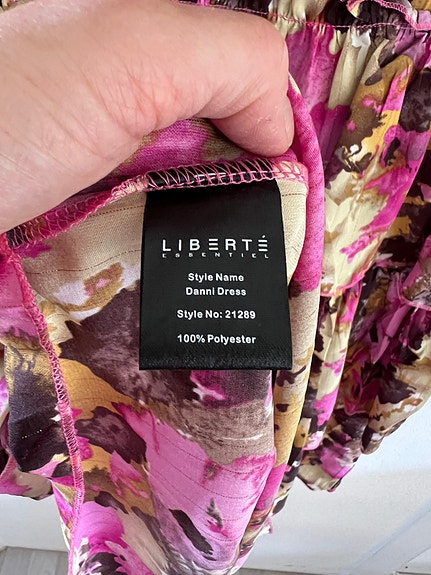 LIBERTÉ
ESSENTIEL
Style Name
Danni Dress
Style No: 21289
100% Polyester